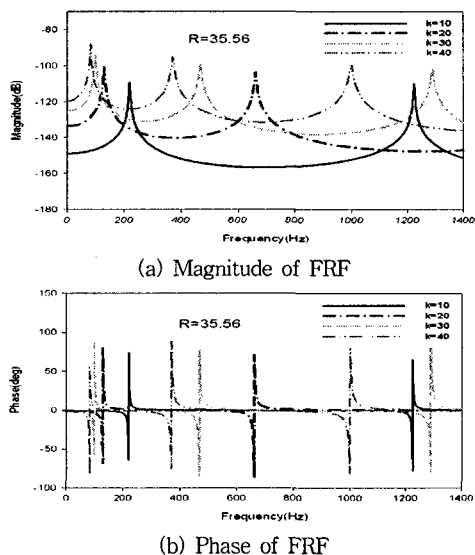 R=35.56
k=10
k=20
k=30
k=40
Magnitude(dB)
-80
-100
-120
-140
-160
-180
0 200 400 600 800 1000 1200 1400
Frequency(Hz)
(a) Magnitude of FRF
R=35.56
k=10
k=20
k=30
k=40
Phase(deg)
150
100
50
0
-50
-100
0 200 400 600 800 1000 1200 1400
Frequency(Hz)
(b) Phase of FRF